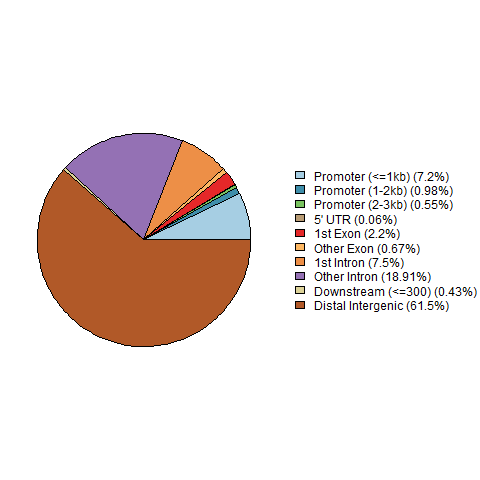 Promoter (<=1kb) (7.2%)
Promoter (1-2kb) (0.98%)
Promoter (2-3kb) (0.55%)
5' UTR (0.06%)
1st Exon (2.2%)
Other Exon (0.67%)
1st Intron (7.5%)
Other Intron (18.91%)
Downstream (<=300) (0.43%)
Distal Intergenic (61.5%)